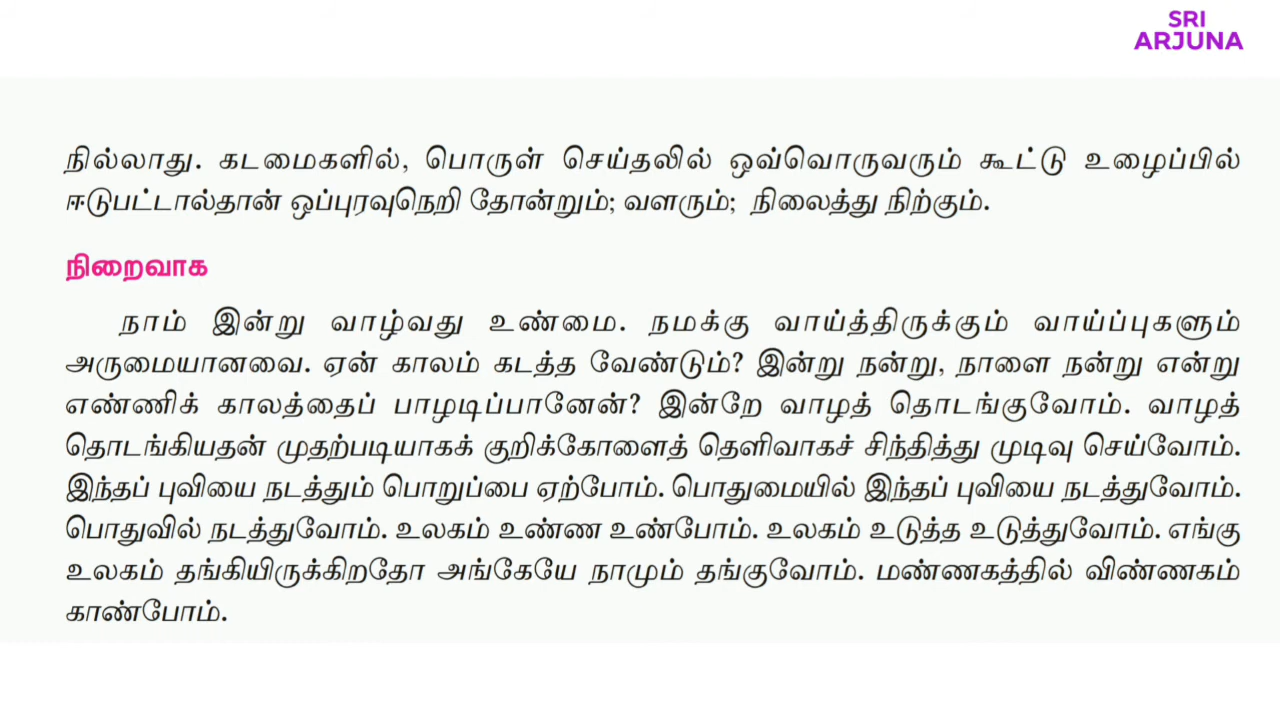 SRI
ARJUNA
நில்லாது. கடமைகளில், பொருள் செய்தலில் ஒவ்வொருவரும் கூட்டு உழைப்பில்
ஈடுபட்டால்தான் ஒப்புரவுநெறி தோன்றும்; வளரும்; நிலைத்து நிற்கும்.
நிறைவாக
நாம் இன்று வாழ்வது உண்மை. நமக்கு வாய்த்திருக்கும் வாய்ப்புகளும்
அருமையானவை. ஏன் காலம் கடத்த வேண்டும்? இன்று நன்று, நாளை நன்று என்று
எண்ணிக் காலத்தைப் பாழடிப்பானேன்? இன்றே வாழத் தொடங்குவோம். வாழத்
தொடங்கியதன் முதற்படியாகக் குறிக்கோளைத் தெளிவாகச் சிந்தித்து முடிவு செய்வோம்.
இந்தப் புவியை நடத்தும் பொறுப்பை ஏற்போம். பொதுமையில் இந்தப் புவியை நடத்துவோம்.
பொதுவில் நடத்துவோம். உலகம் உண்ண உண்போம். உலகம் உடுத்த உடுத்துவோம். எங்கு
உலகம் தங்கியிருக்கிறதோ அங்கேயே நாமும் தங்குவோம். மண்ணகத்தில் விண்ணகம்
காண்போம்.